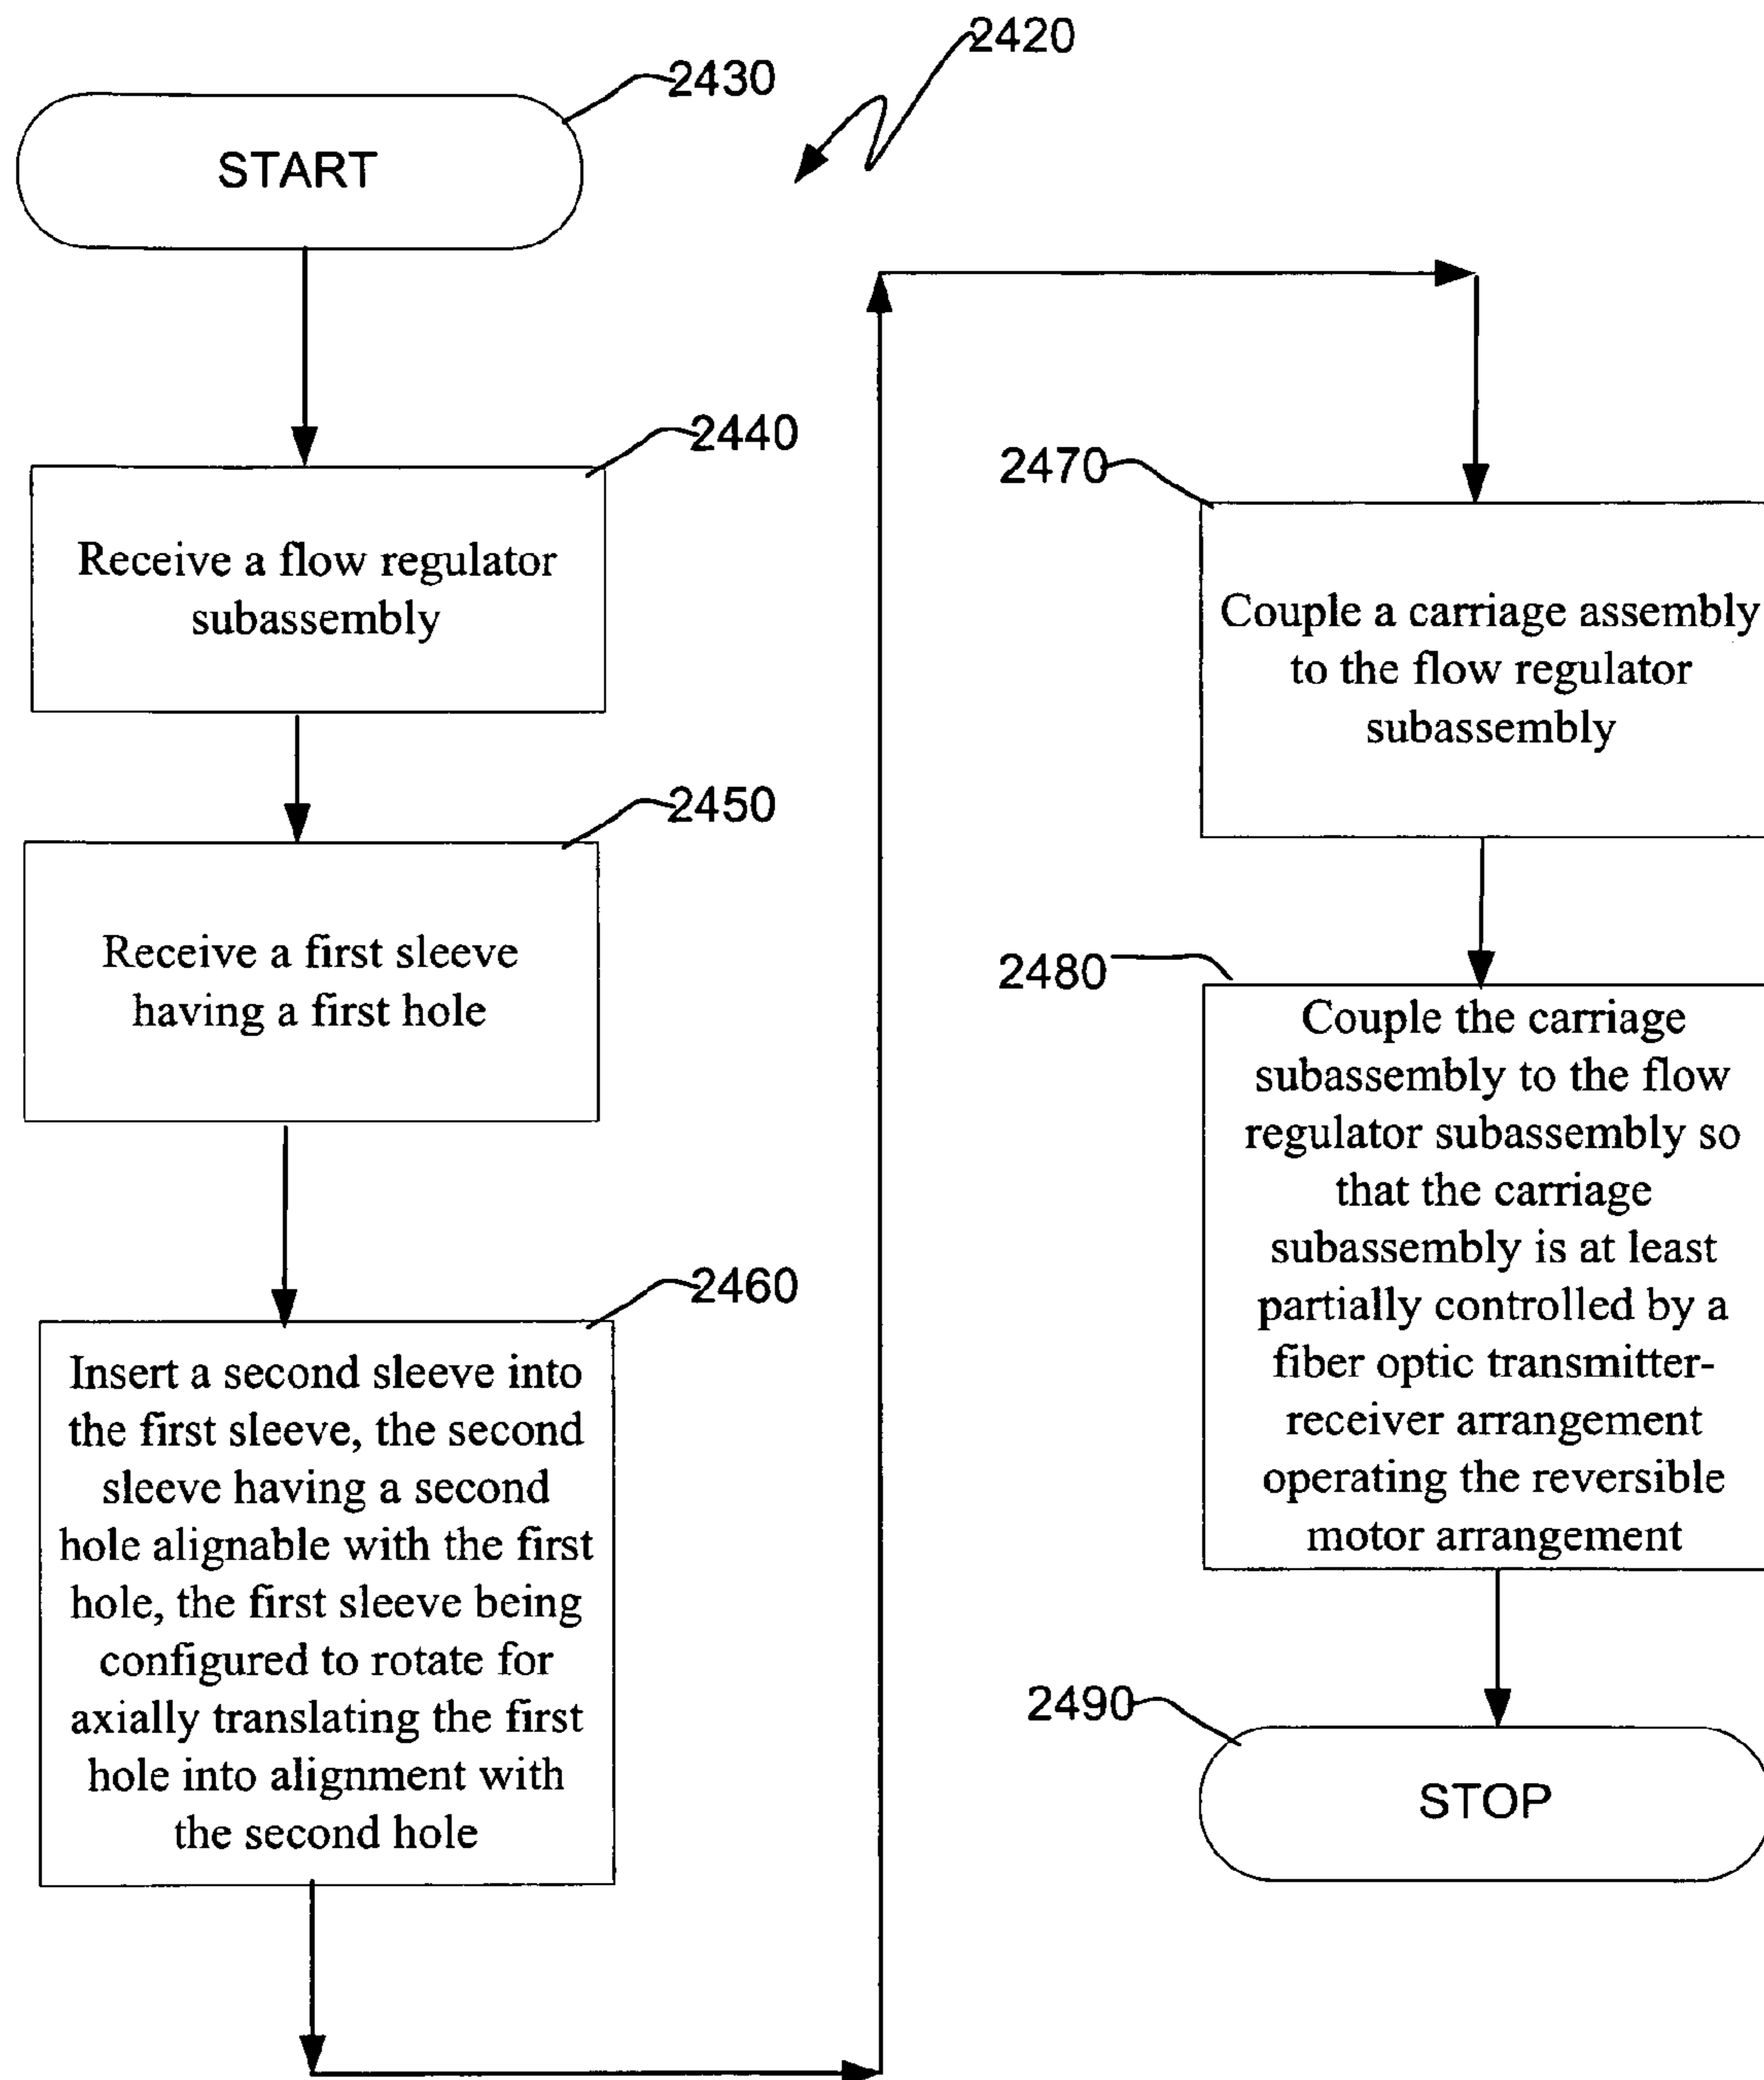 2420
2430
START
2440
Receive a flow regulator
subassembly
2450
Receive a first sleeve
having a first hole
2460
Insert a second sleeve into
the first sleeve, the second
sleeve having a second
hole alignable with the first
hole, the first sleeve being
configured to rotate for
axially translating the first
hole into alignment with
the second hole
2470
Couple a carriage assembly
to the flow regulator
subassembly
2480
Couple the carriage
subassembly to the flow
regulator subassembly so
that the carriage
subassembly is at least
partially controlled by a
fiber optic transmitter-
receiver arrangement
operating the reversible
motor arrangement
2490
STOP